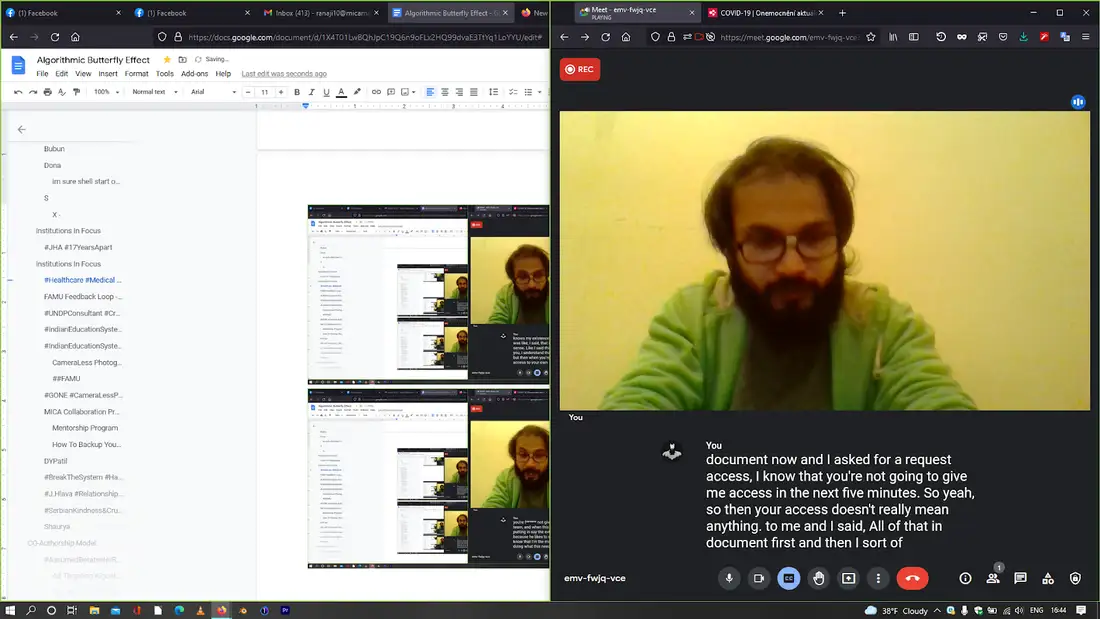 (1) Facebook
(1) Facebook
Inbox (413) - ranaji10@micam
Algorithmic Butterfly Effect - G
New
https://docs.google.com/document/d/
Algorithmic Butterfly Effect
Saving...
File Edit View Insert Format Tools Add-ons Help Last edit was seconds ago
100% Normal text Arial 11
Bubun
Dona
im sure shell start o...
S
X -
Institutions In Focus
#JHA #17YearsApart
Institutions In Focus
#Healthcare #Medical ...
FAMU Feedback Loop -...
#UNDPConsultant #Cr...
#IndianEducationSyste...
#IndianEducationSyste...
CameraLess Photog...
##FAMU
#GONE #CameraLessP...
MICA Collaboration Pr...
Mentorship Program
How To Backup You...
DYPatil
#BreakTheSystem #Ha...
#J.Hlava #Relationship...
#SerbianKindness&Cru...
Shaurya
CO-Authorship Model
Meet - emv-fwjq-vce
PLAYING
COVID-19 | Onemocnění aktuál
https://meet.google.com/emv-fwjq-vce
REC
You
You
document now and I asked for a request
access, I know that you're not going to give
me access in the next five minutes. So yeah,
so then your access doesn't really mean
anything. to me and I said, All of that in
document first and then I sort of
emv-fwjq-vce
1
38°F Cloudy
ENG
16:44